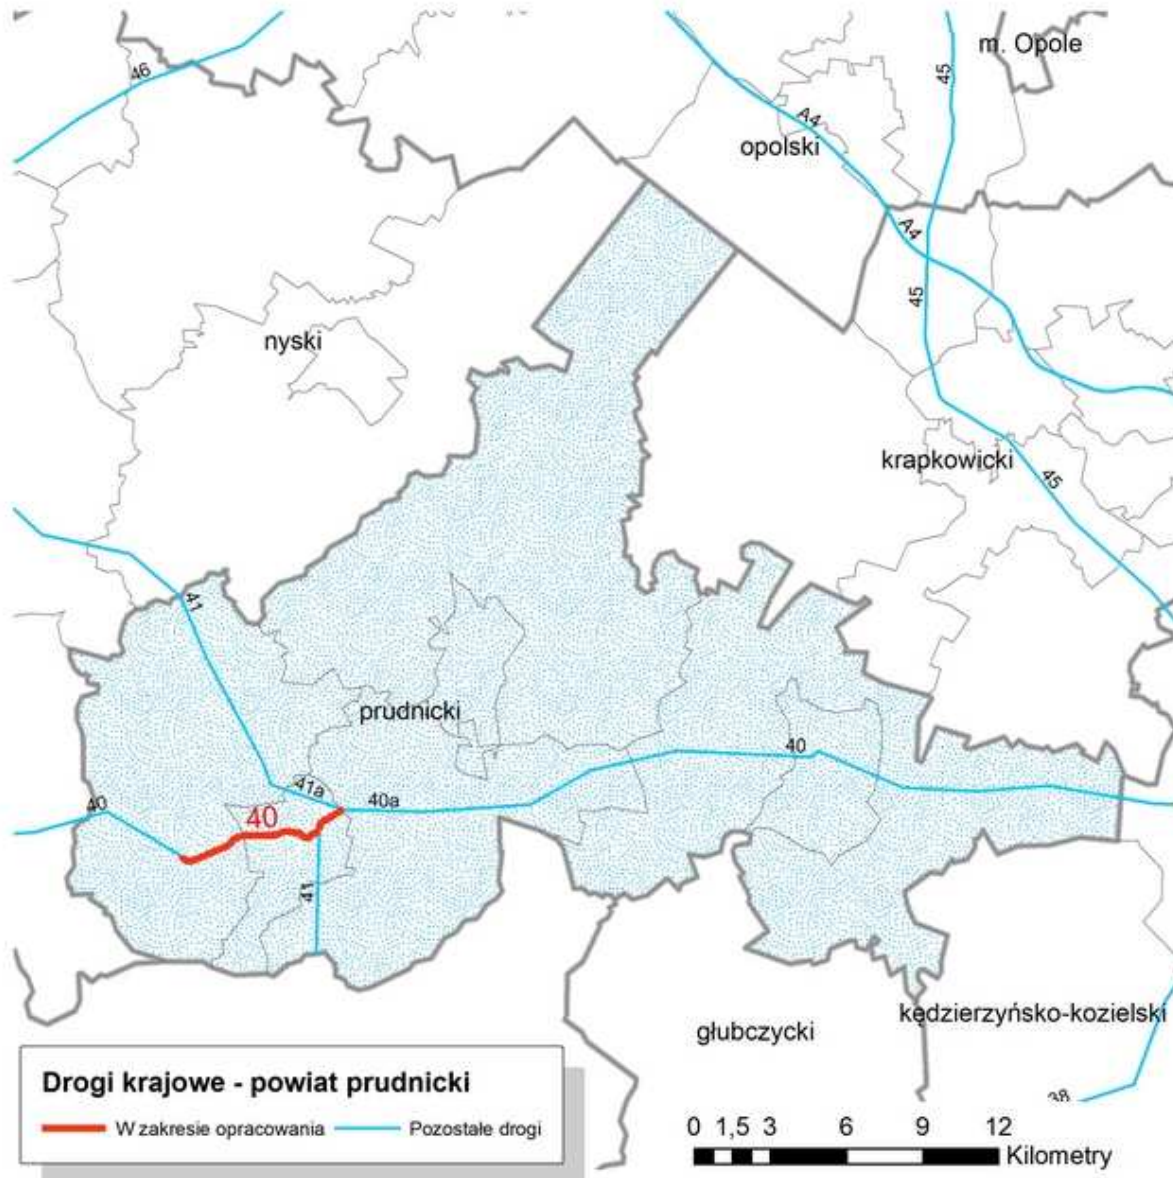 46
45
m. Opole
A4
opolski
A4
45
nyski
krapkowicki
45
41
prudnicki
40
41a
40a
40
40
41
kędzierzyńsko-kozielski
głubczycki
38
Drogi krajowe - powiat prudnicki
W zakresie opracowania
Pozostałe drogi
0 1,5 3 6 9 12
Kilometry